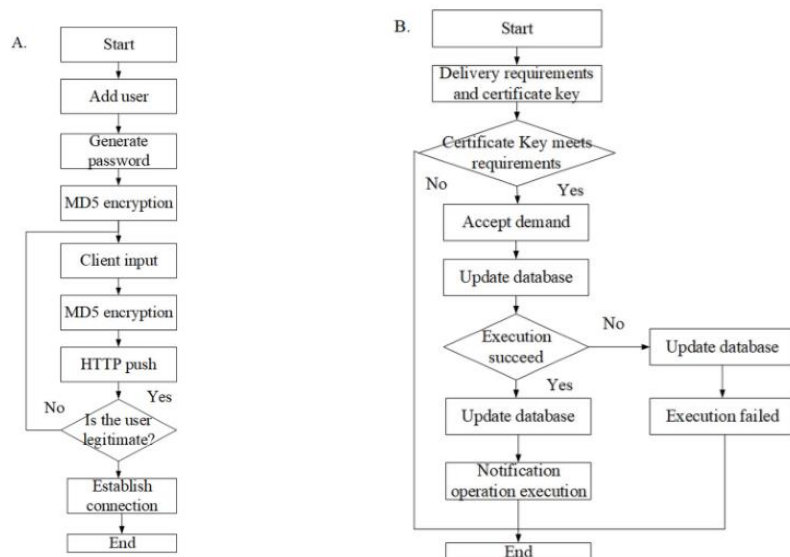 A.
Start
Add user
Generate
password
MD5 encryption
Client input
MD5 encryption
HTTP push
No
Yes
Is the user
legitimate?
Establish
connection
End
B.
Start
Delivery requirements
and certificate key
Certificate Key meets
requirements
No
Yes
Accept demand
Update database
Execution
succeed
No
Yes
Update database
Execution failed
Update database
Notification
operation execution
End